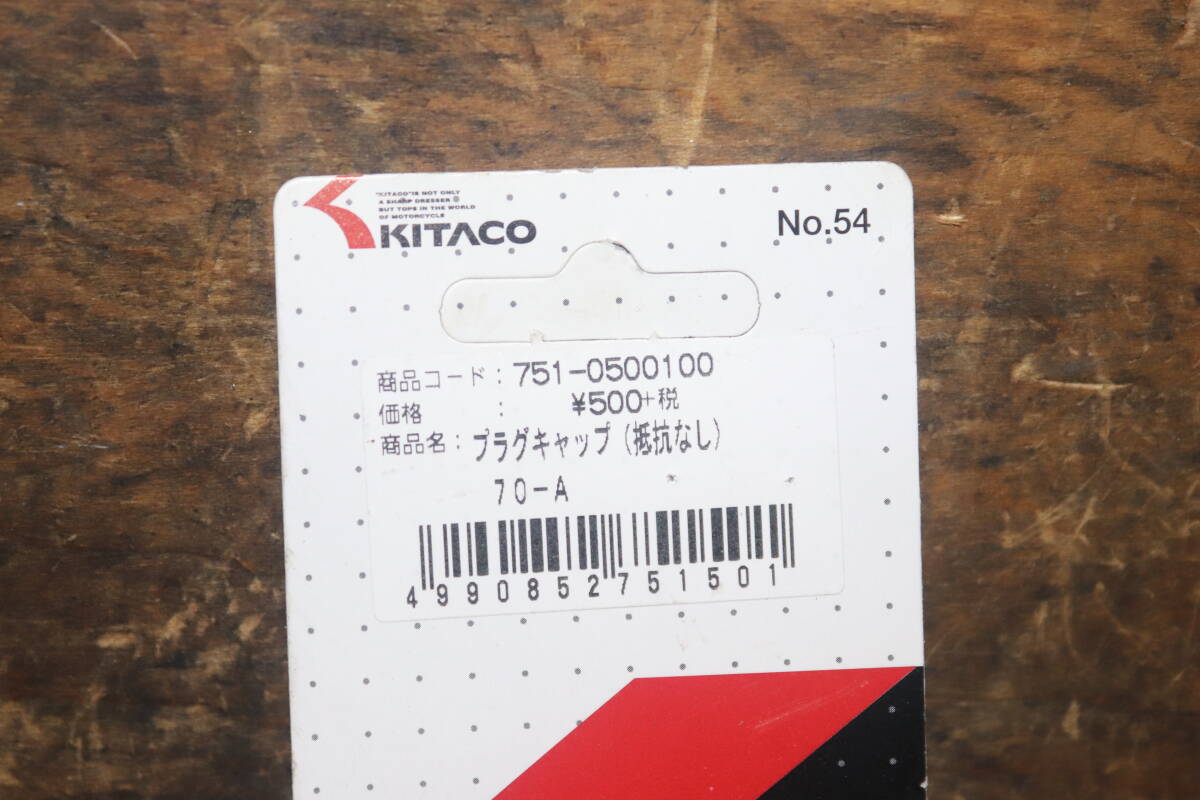 "KITACO"IS NOT ONLY
A SHARP DRESSER
BUT TOPS IN THE WORLD
OF MOTORCYCLE
KITACO
No.54
商品コード：751-0500100
価格 ： ¥500+税
商品名：プラグキャップ（抵抗なし）
70-A
4990852751501